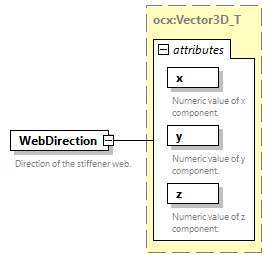 ocx:Vector3D_T
attributes
x
Numeric value of x
component.
WebDirection
Direction of the stiffener web.
y
Numeric value of y
component.
z
Numeric value of z
component.